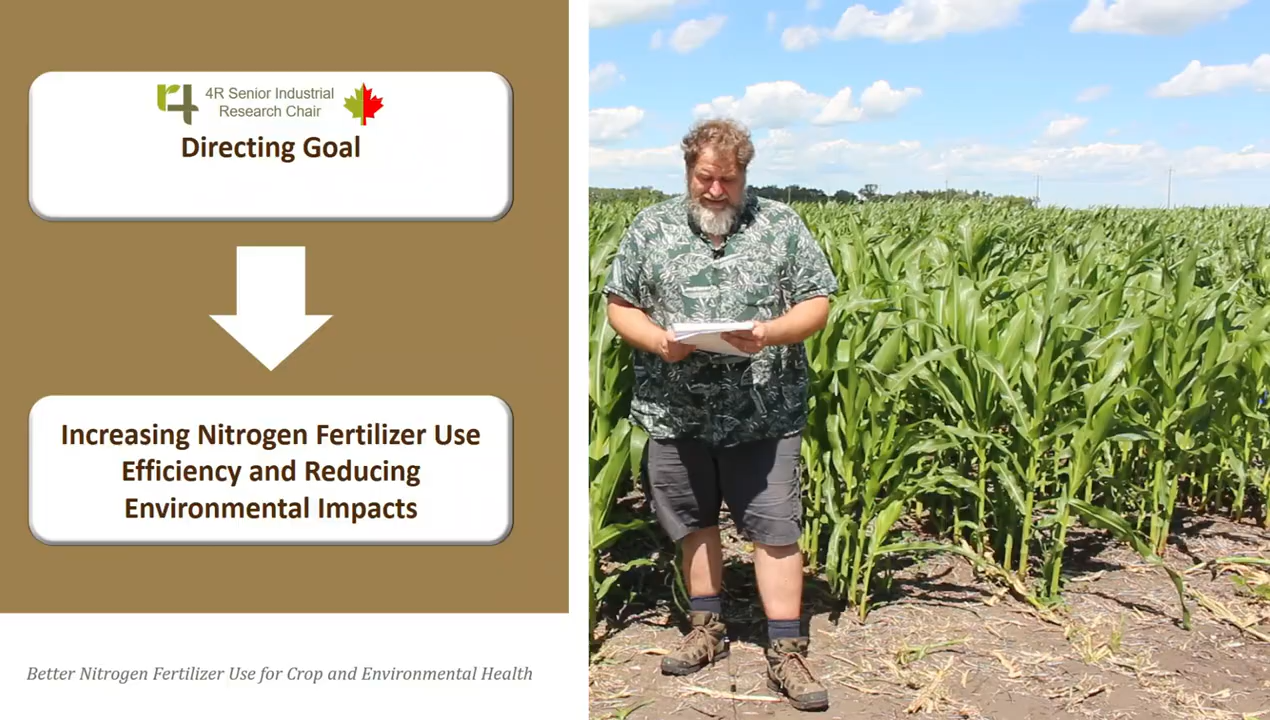 4R Senior Industrial
Research Chair
Directing Goal
Increasing Nitrogen Fertilizer Use
Efficiency and Reducing
Environmental Impacts
Better Nitrogen Fertilizer Use for Crop and Environmental Health